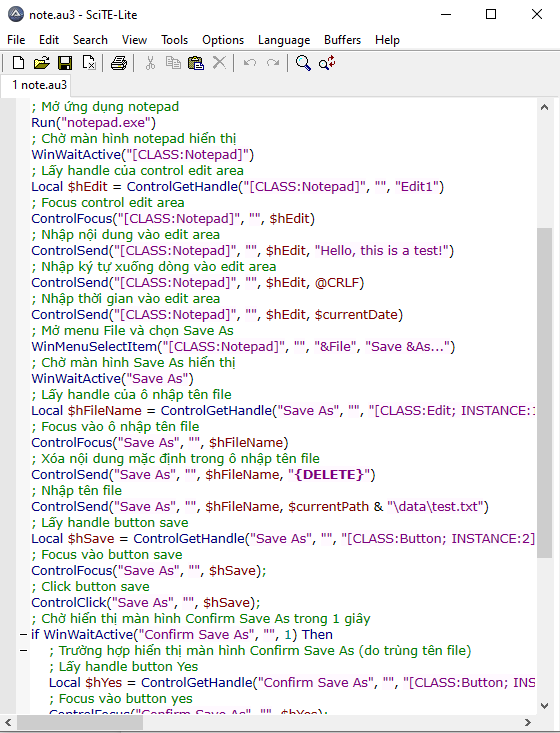 note.au3 - SciTE-Lite
File Edit Search View Tools Options Language Buffers Help
1 note.au3
; Mở ứng dụng notepad
Run("notepad.exe")
; Chờ màn hình notepad hiển thị
WinWaitActive("[CLASS:Notepad]")
; Lấy handle của control edit area
Local $hEdit = ControlGetHandle("[CLASS:Notepad]", "", "Edit1")
; Focus control edit area
ControlFocus("[CLASS:Notepad]", "", $hEdit)
; Nhập nội dung vào edit area
ControlSend("[CLASS:Notepad]", "", $hEdit, "Hello, this is a test!")
; Nhập ký tự xuống dòng vào edit area
ControlSend("[CLASS:Notepad]", "", $hEdit, @CRLF)
; Nhập thời gian vào edit area
ControlSend("[CLASS:Notepad]", "", $hEdit, $currentDate)
; Mở menu File và chọn Save As
WinMenuSelectItem("[CLASS:Notepad]", "", "&File", "Save &As...")
; Chờ màn hình Save As hiển thị
WinWaitActive("Save As")
; Lấy handle của ô nhập tên file
Local $hFileName = ControlGetHandle("Save As", "", "[CLASS:Edit; INSTANCE:1
; Focus vào ô nhập tên file
ControlFocus("Save As", "", $hFileName)
; Xóa nội dung mặc định trong ô nhập tên file
ControlSend("Save As", "", $hFileName, "{DELETE}")
; Nhập tên file
ControlSend("Save As", "", $hFileName, $currentPath & "\data\test.txt")
; Lấy handle button save
Local $hSave = ControlGetHandle("Save As", "", "[CLASS:Button; INSTANCE:2]
; Focus vào button save
ControlFocus("Save As", "", $hSave);
; Click button save
ControlClick("Save As", "", $hSave);
; Chờ hiển thị màn hình Confirm Save As trong 1 giây
if WinWaitActive("Confirm Save As", "", 1) Then
; Trường hợp hiển thị màn hình Confirm Save As (do trùng tên file)
; Lấy handle button Yes
Local $hYes = ControlGetHandle("Confirm Save As", "", "[CLASS:Button; INS
; Focus vào button yes
ControlFocus("Confirm Save As", "", $hYes);